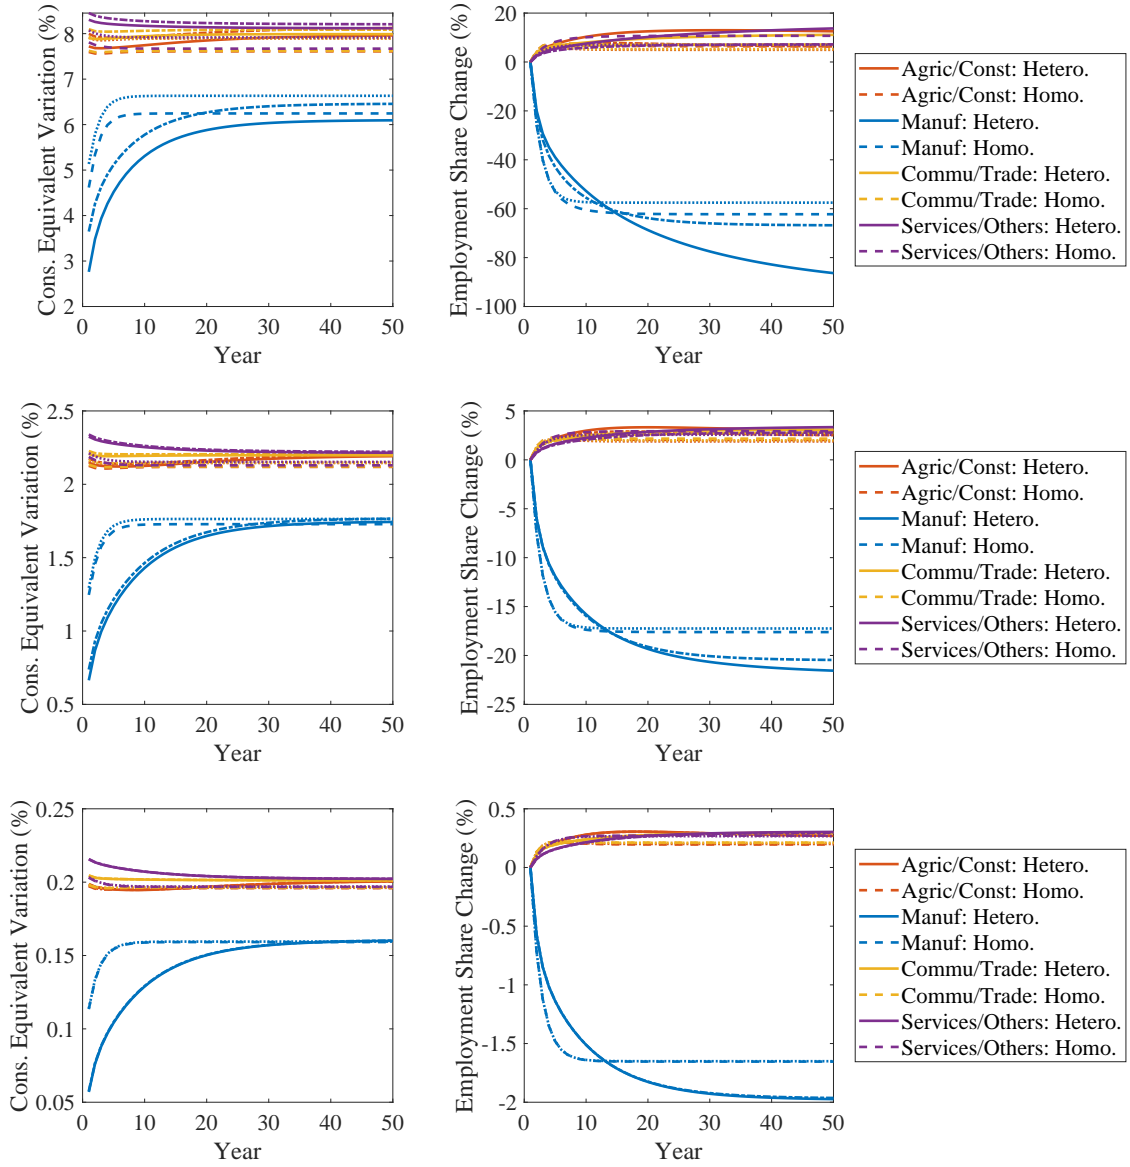 Cons. Equivalent Variation (%)
8
7
6
5
4
3
2
0
10
20
30
40
50
Year
Employment Share Change (%)
20
0
-20
-40
-60
-80
-100
0
10
20
30
40
50
Year
Agric/Const: Hetero.
Agric/Const: Homo.
Manuf: Hetero.
Manuf: Homo.
Commu/Trade: Hetero.
Commu/Trade: Homo.
Services/Others: Hetero.
Services/Others: Homo.
Cons. Equivalent Variation (%)
2.5
2
1.5
1
0.5
0
10
20
30
40
50
Year
Employment Share Change (%)
5
0
-5
-10
-15
-20
-25
0
10
20
30
40
50
Year
Agric/Const: Hetero.
Agric/Const: Homo.
Manuf: Hetero.
Manuf: Homo.
Commu/Trade: Hetero.
Commu/Trade: Homo.
Services/Others: Hetero.
Services/Others: Homo.
Cons. Equivalent Variation (%)
0.25
0.2
0.15
0.1
0.05
0
10
20
30
40
50
Year
Employment Share Change (%)
0.5
0
-0.5
-1
-1.5
-2
0
10
20
30
40
50
Year
Agric/Const: Hetero.
Agric/Const: Homo.
Manuf: Hetero.
Manuf: Homo.
Commu/Trade: Hetero.
Commu/Trade: Homo.
Services/Others: Hetero.
Services/Others: Homo.